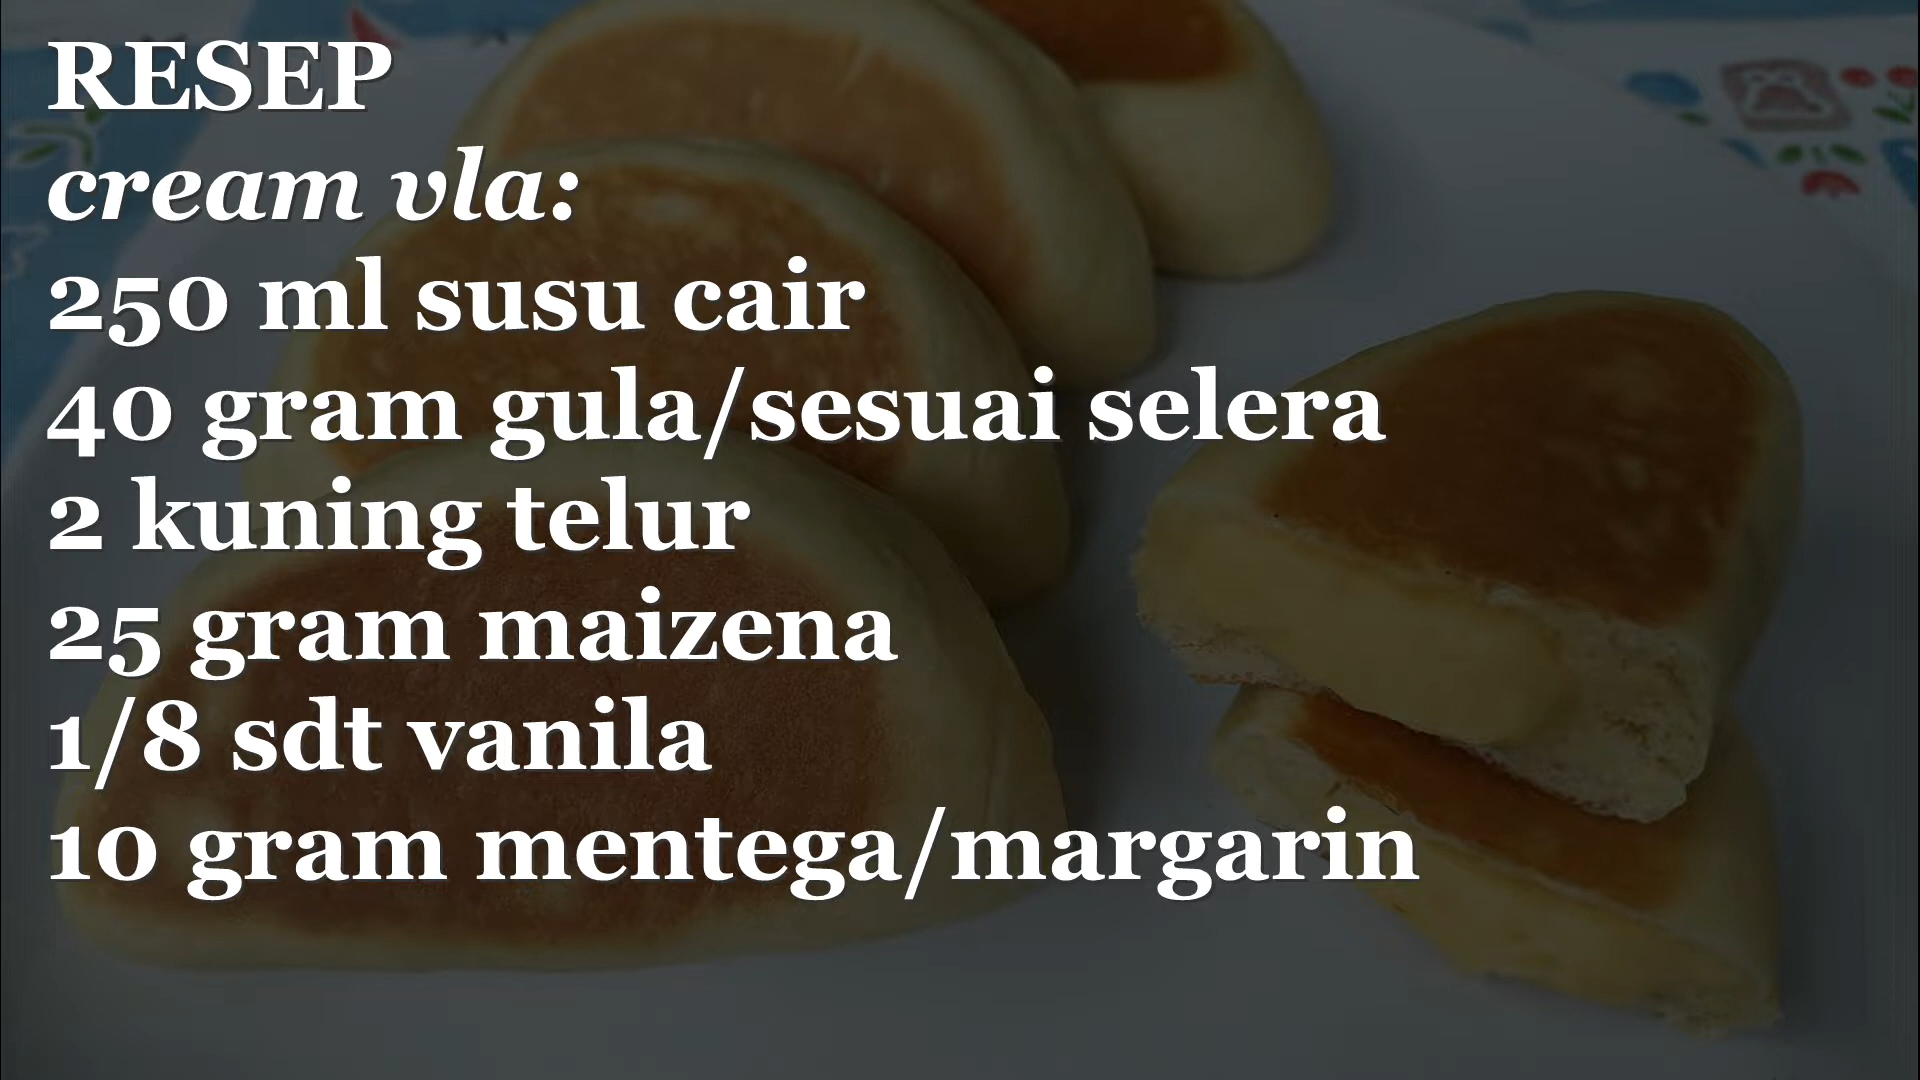 RESEP
cream vla:
250 ml susu cair
40 gram gula/sesuai selera
2 kuning telur
25 gram maizena
1/8 sdt vanila
10 gram mentega/margarin